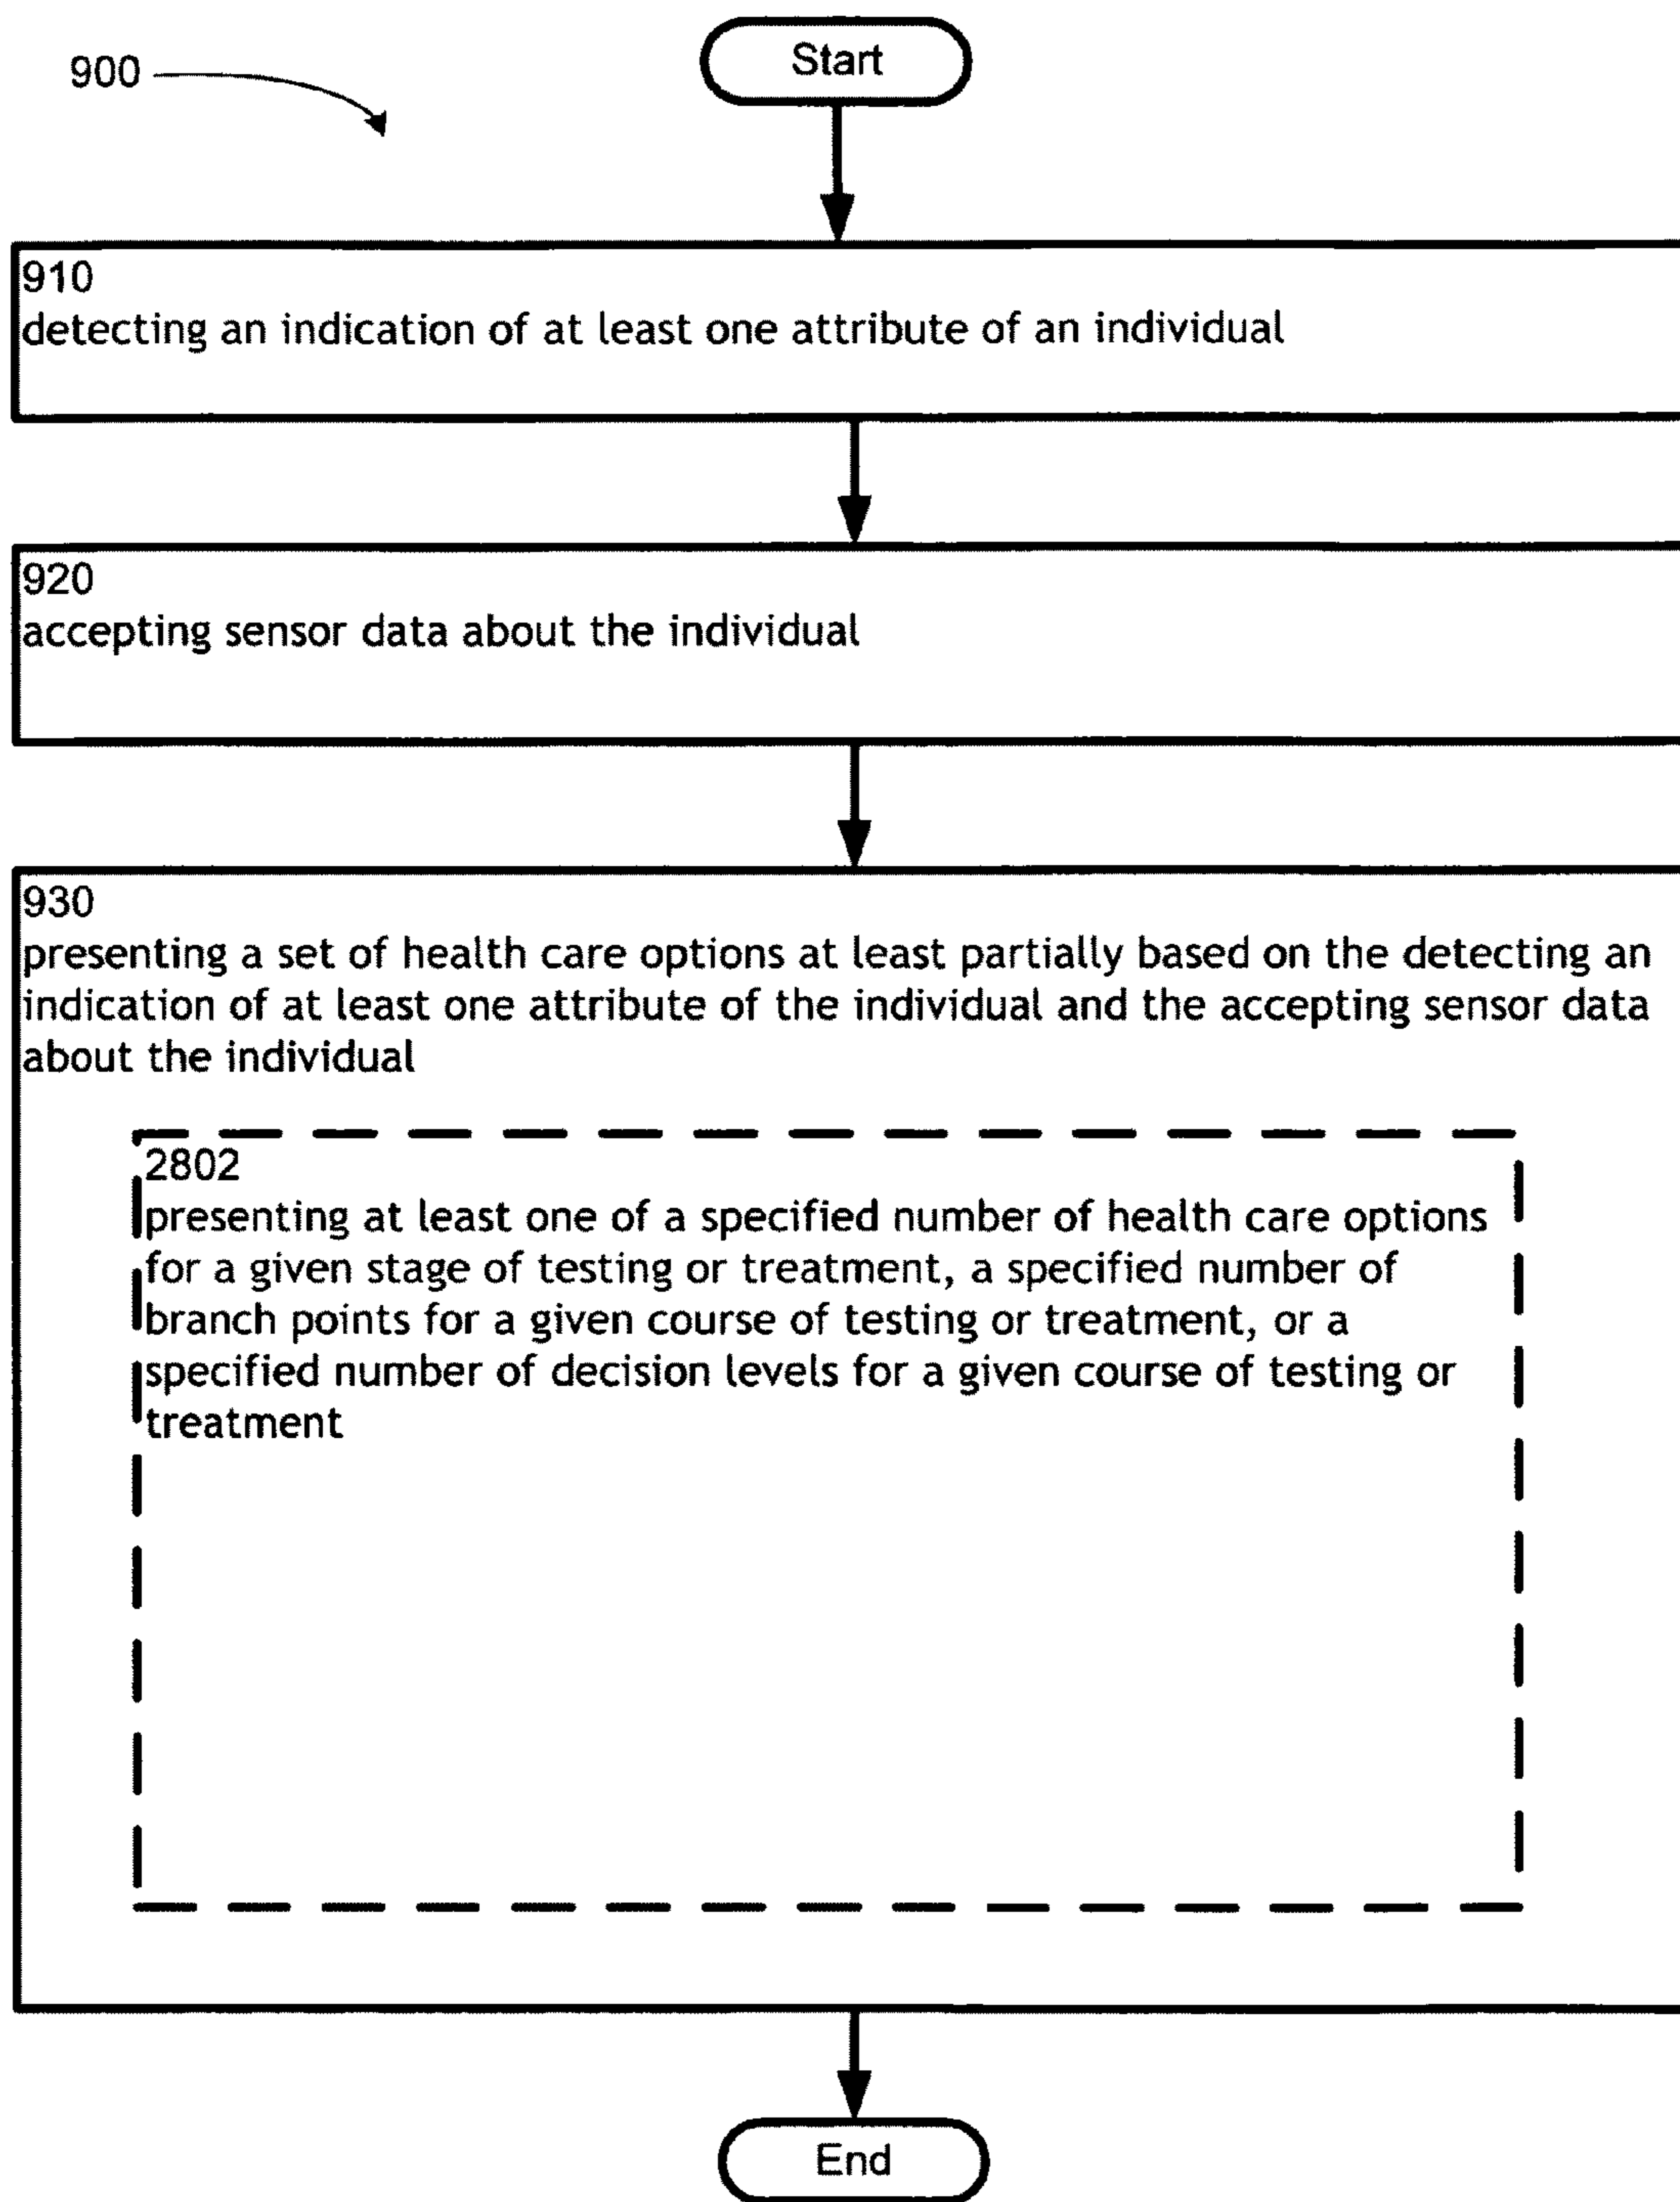 Start
900
910
detecting an indication of at least one attribute of an individual
920
accepting sensor data about the individual
930
presenting a set of health care options at least partially based on the detecting an
indication of at least one attribute of the individual and the accepting sensor data
about the individual
2802
presenting at least one of a specified number of health care options
for a given stage of testing or treatment, a specified number of
branch points for a given course of testing or treatment, or a
specified number of decision levels for a given course of testing or
treatment
End